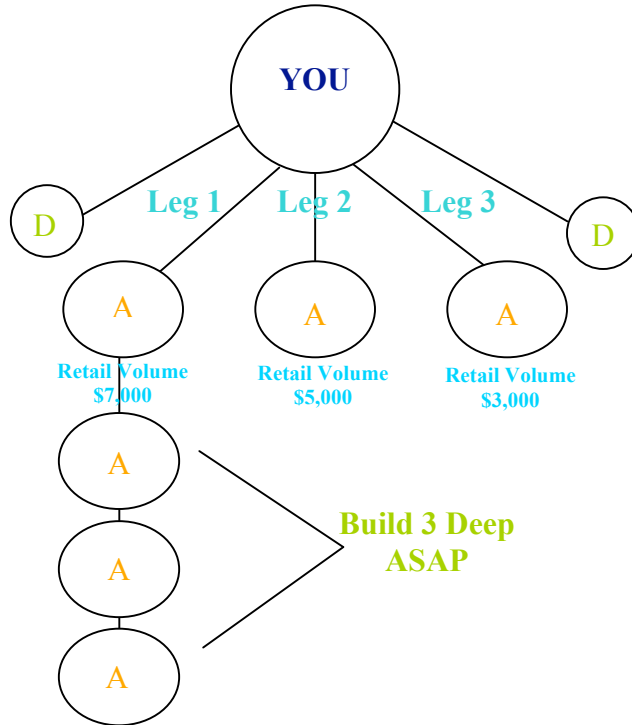 YOU
Leg 1
Leg 2
Leg 3
D
D
A
A
A
Retail Volume
$7,000
Retail Volume
$5,000
Retail Volume
$3,000
A
Build 3 Deep
ASAP
A
A